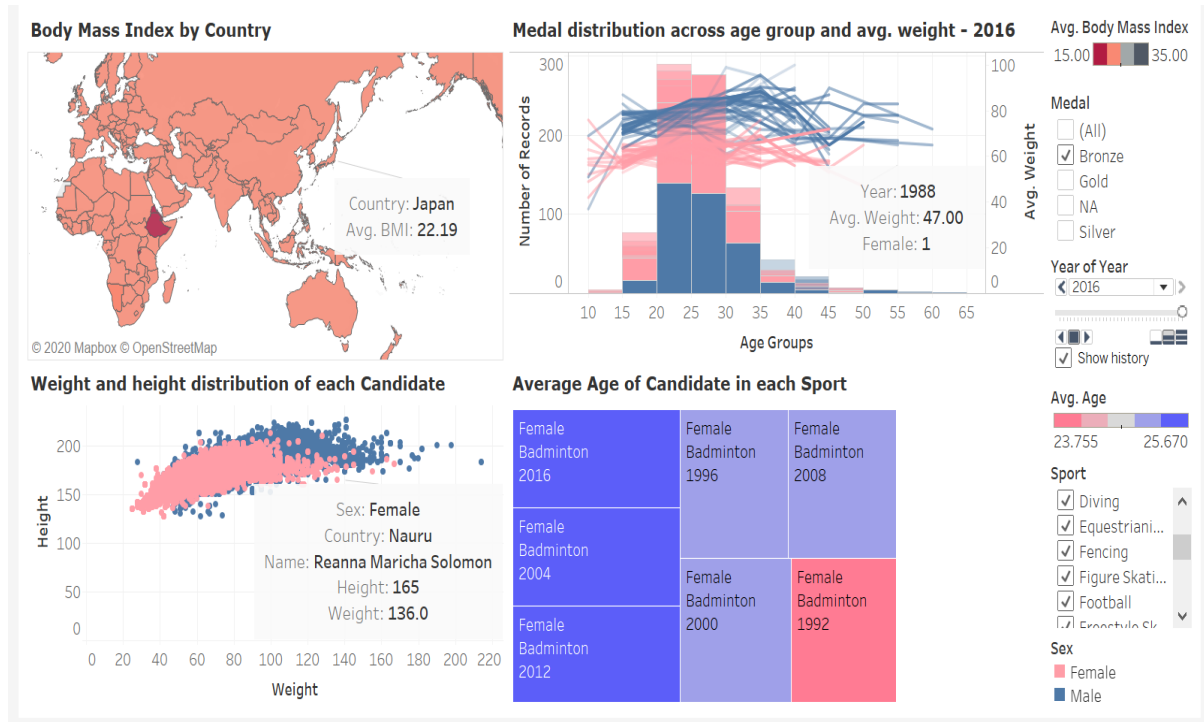 Body Mass Index by Country
Country: Japan
Avg. BMI: 22.19
© 2020 Mapbox © OpenStreetMap
Medal distribution across age group and avg. weight - 2016
Number of Records
300
200
100
0
Year: 1988
Avg. Weight: 47.00
Female: 1
100
80
60
40
20
0
Avg. Weight
10 15 20 25 30 35 40 45 50 55 60 65
Age Groups
Avg. Body Mass Index
15.00 35.00
Medal
(All)
Bronze
Gold
NA
Silver
Year of Year
2016
Show history
Weight and height distribution of each Candidate
Height
200
150
100
50
0
Sex: Female
Country: Nauru
Name: Reanna Maricha Solomon
Height: 165
Weight: 136.0
0 20 40 60 80 100 120 140 160 180 200 220
Weight
Average Age of Candidate in each Sport
Female
Badminton
2016
Female
Badminton
2004
Female
Badminton
2012
Female
Badminton
1996
Female
Badminton
2008
Female
Badminton
2000
Female
Badminton
1992
Avg. Age
23.755 25.670
Sport
Diving
Equestriani...
Fencing
Figure Skati...
Football
Freestyle Sk...
Sex
Female
Male